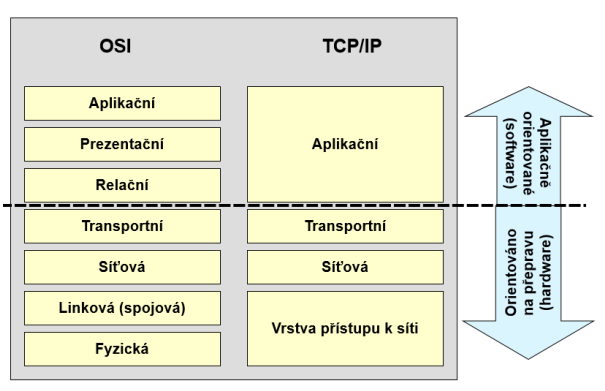 OSI
TCP/IP
Aplikační
Prezentační
Relační
Transportní
Síťová
Linková (spojová)
Fyzická
Aplikační
Transportní
Síťová
Vrstva přístupu k síti
Aplikačně
orientované
(software)
Orientováno
na přepravu
(hardware)